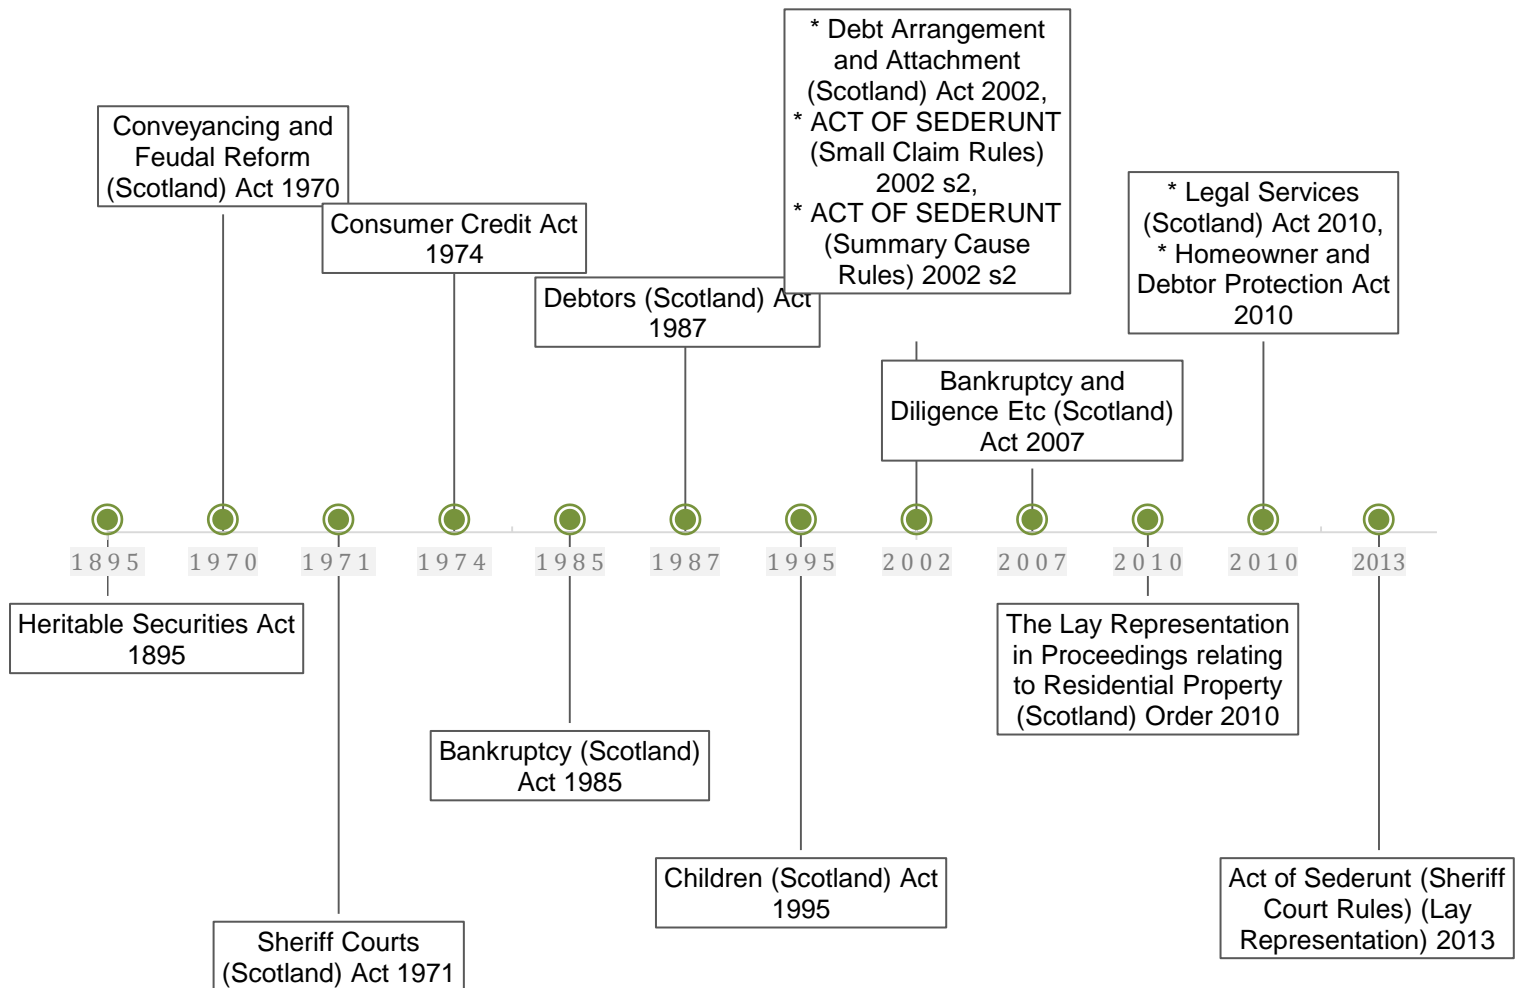 * Debt Arrangement
and Attachment
(Scotland) Act 2002,
* ACT OF SEDERUNT
(Small Claim Rules)
2002 s2,
* ACT OF SEDERUNT
(Summary Cause
Rules) 2002 s2
Conveyancing and
Feudal Reform
(Scotland) Act 1970
Consumer Credit Act
1974
Debtors (Scotland) Act
1987
* Legal Services
(Scotland) Act 2010,
* Homeowner and
Debtor Protection Act
2010
Bankruptcy and
Diligence Etc (Scotland)
Act 2007
1895 1970 1971 1974 1985 1987 1995 2002 2007 2010 2010 2013
Heritable Securities Act
1895
The Lay Representation
in Proceedings relating
to Residential Property
(Scotland) Order 2010
Bankruptcy (Scotland)
Act 1985
Children (Scotland) Act
1995
Act of Sederunt (Sheriff
Court Rules) (Lay
Representation) 2013
Sheriff Courts
(Scotland) Act 1971